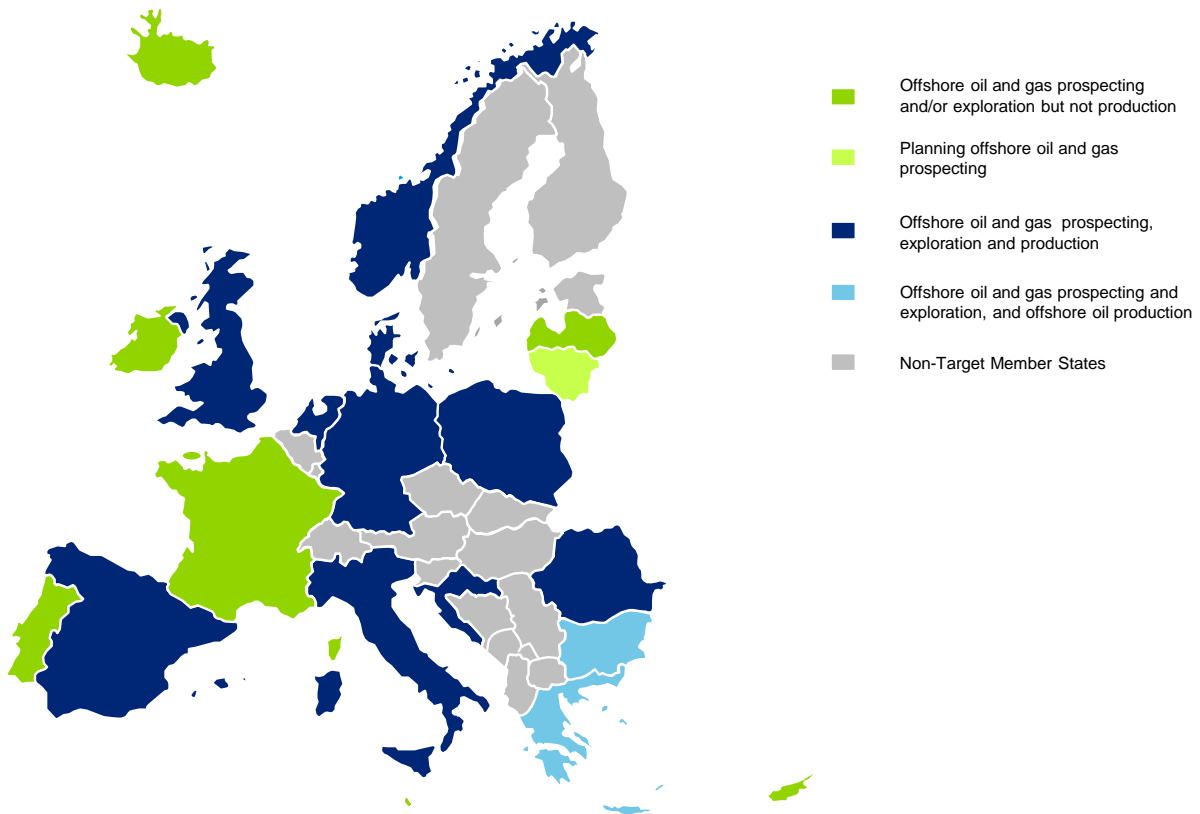 Offshore oil and gas prospecting
and/or exploration but not production
Planning offshore oil and gas
prospecting
Offshore oil and gas prospecting,
exploration and production
Offshore oil and gas prospecting and
exploration, and offshore oil production
Non-Target Member States